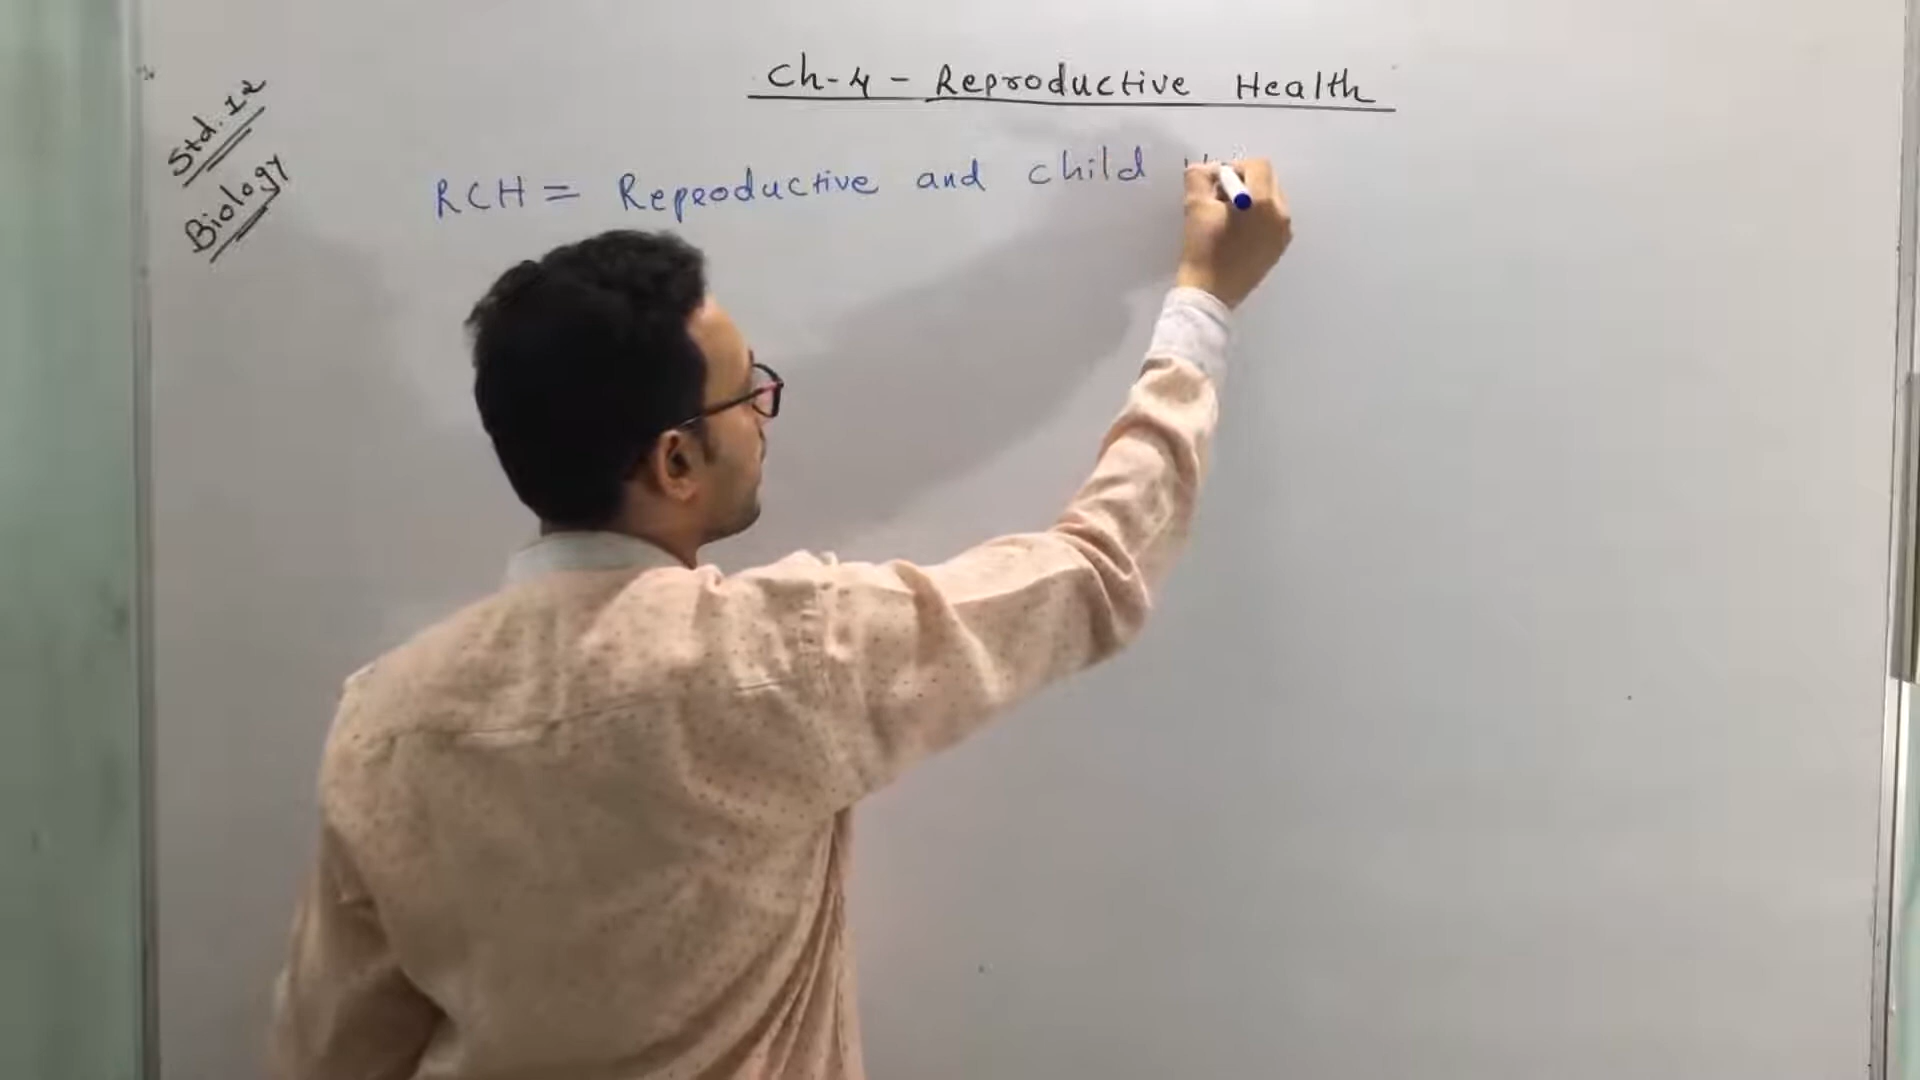 Ch-4 - Reproductive Health
Std. 12
Biology
RCH = Reproductive and child